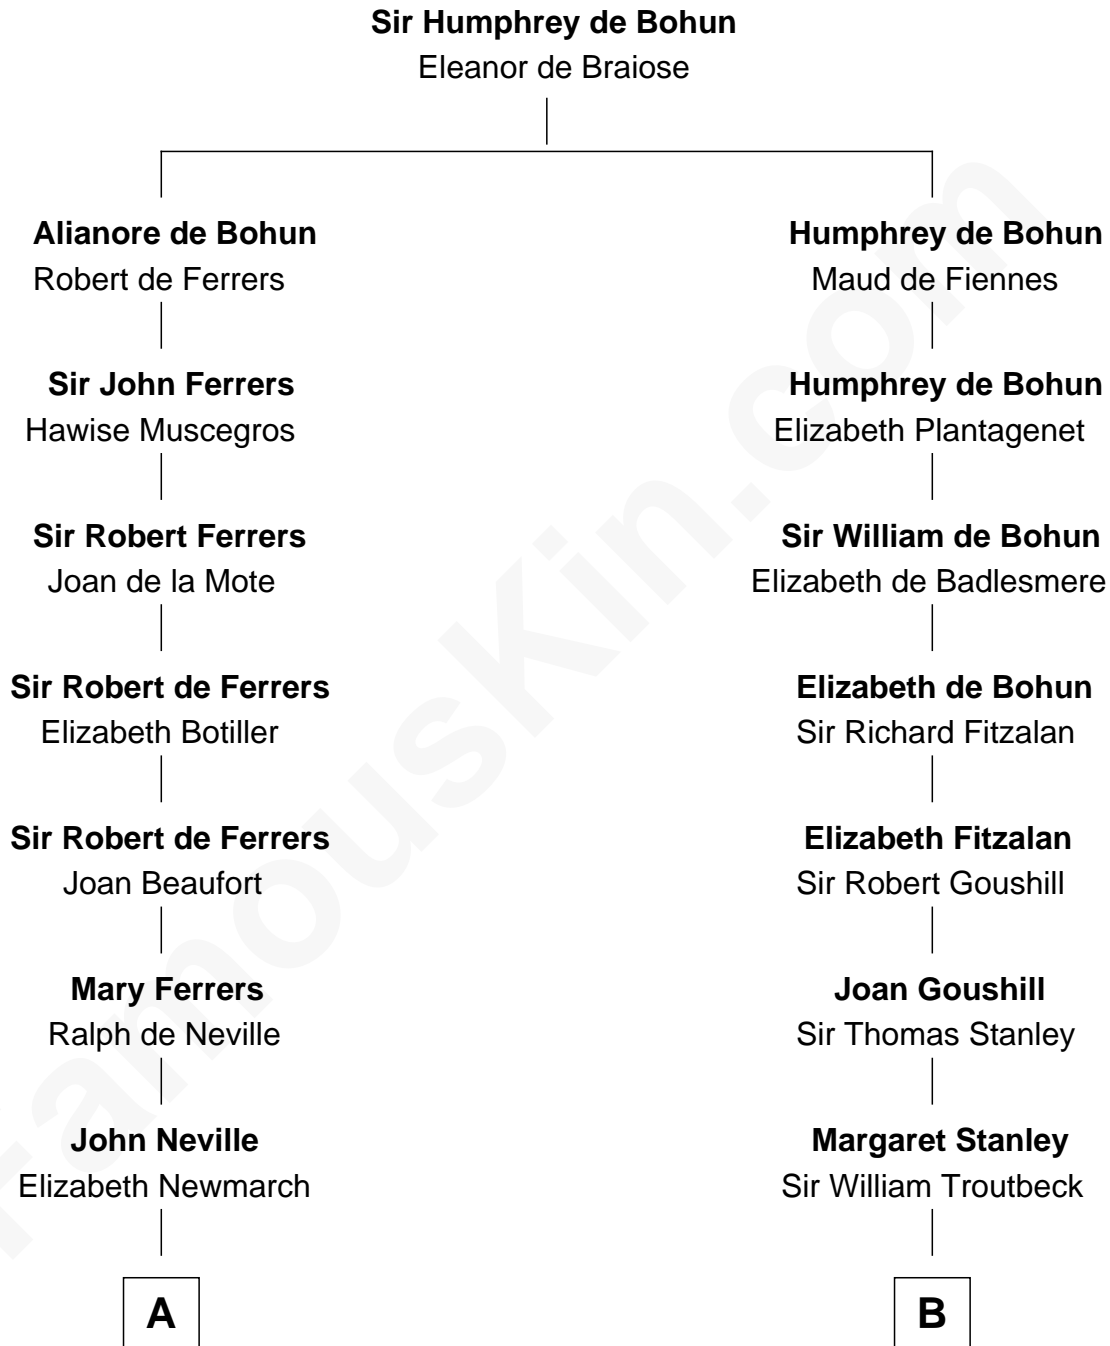 Sir Humphrey de Bohun
Eleanor de Braiose
Alianore de Bohun
Robert de Ferrers
Humphrey de Bohun
Maud de Fiennes
Sir John Ferrers
Hawise Muscegros
Humphrey de Bohun
Elizabeth Plantagenet
Sir Robert Ferrers
Joan de la Mote
Sir William de Bohun
Elizabeth de Badlesmere
Sir Robert de Ferrers
Elizabeth Botiller
Elizabeth de Bohun
Sir Richard Fitzalan
Sir Robert de Ferrers
Joan Beaufort
Elizabeth Fitzalan
Sir Robert Goushill
Mary Ferrers
Ralph de Neville
Joan Goushill
Sir Thomas Stanley
John Neville
Elizabeth Newmarch
Margaret Stanley
Sir William Troutbeck
A
B
FamousKin.com